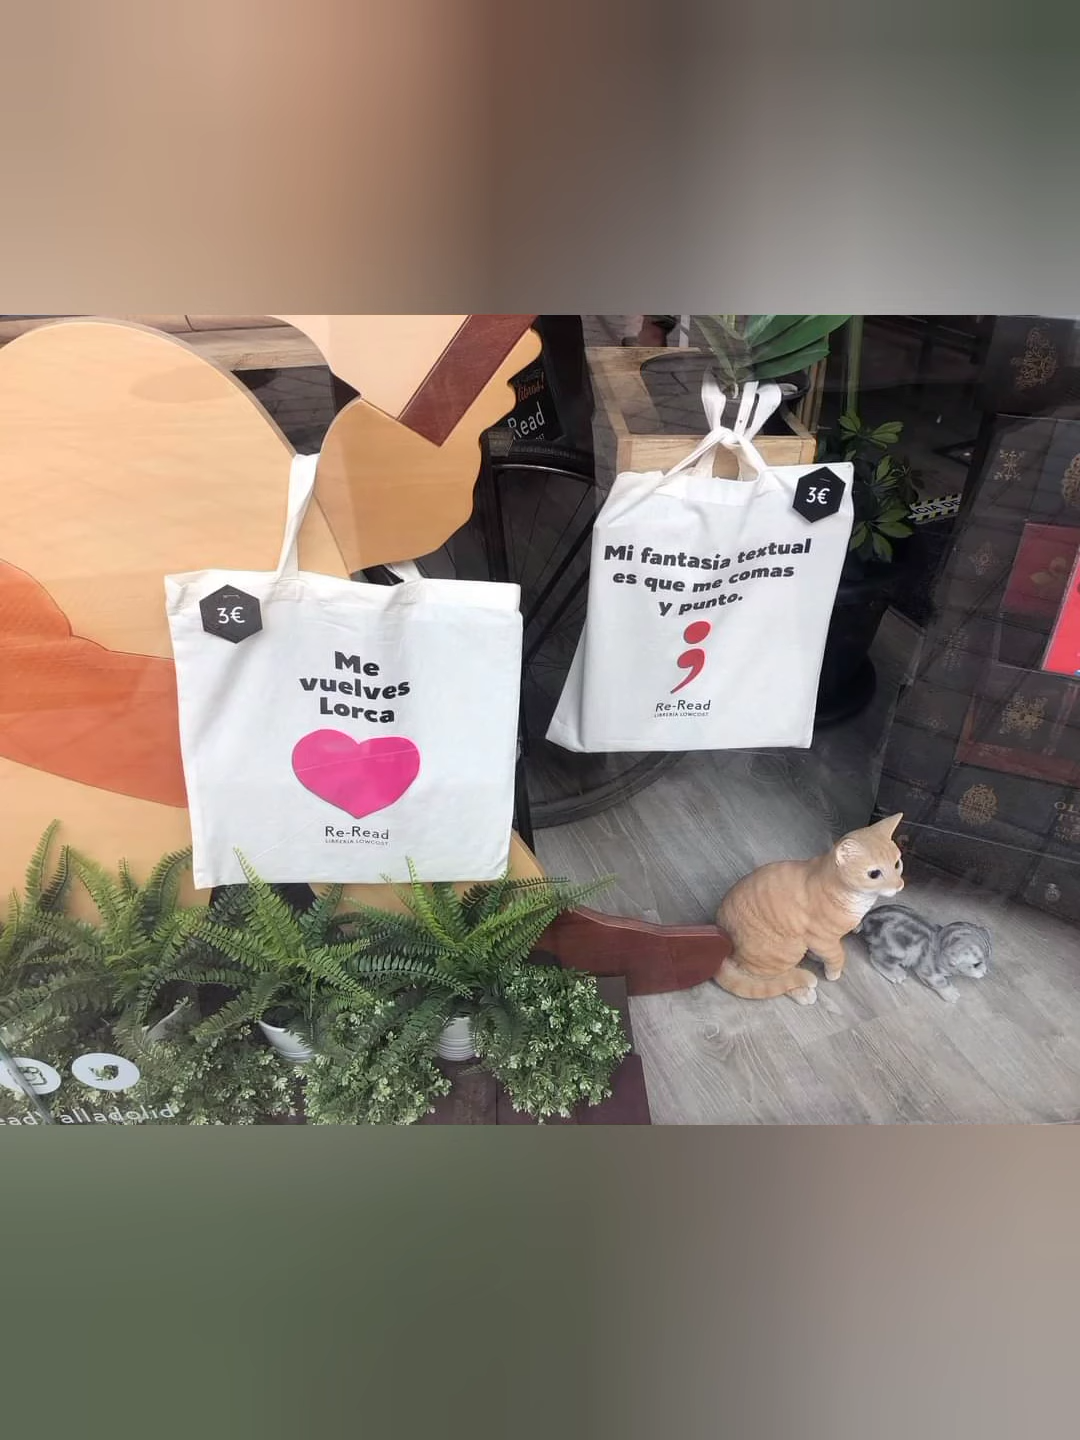 3€
Me
vuelves
Lorca
Re-Read
LIBRERÍA LOWCOST
3€
Mi fantasía textual
es que me comas
y punto.
;
Re-Read
LIBRERÍA LOWCOST
libros!
Read